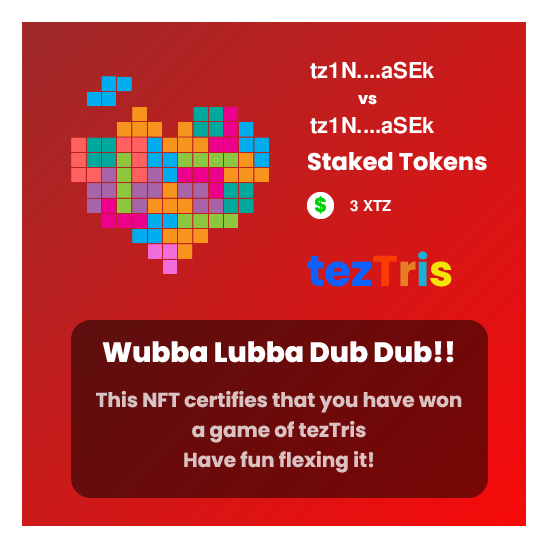 tz1N....aSEk
vs
tz1N....aSEk
Staked Tokens
$ 3 XTZ
tezTris
Wubba Lubba Dub Dub!!
This NFT certifies that you have won
a game of tezTris
Have fun flexing it!